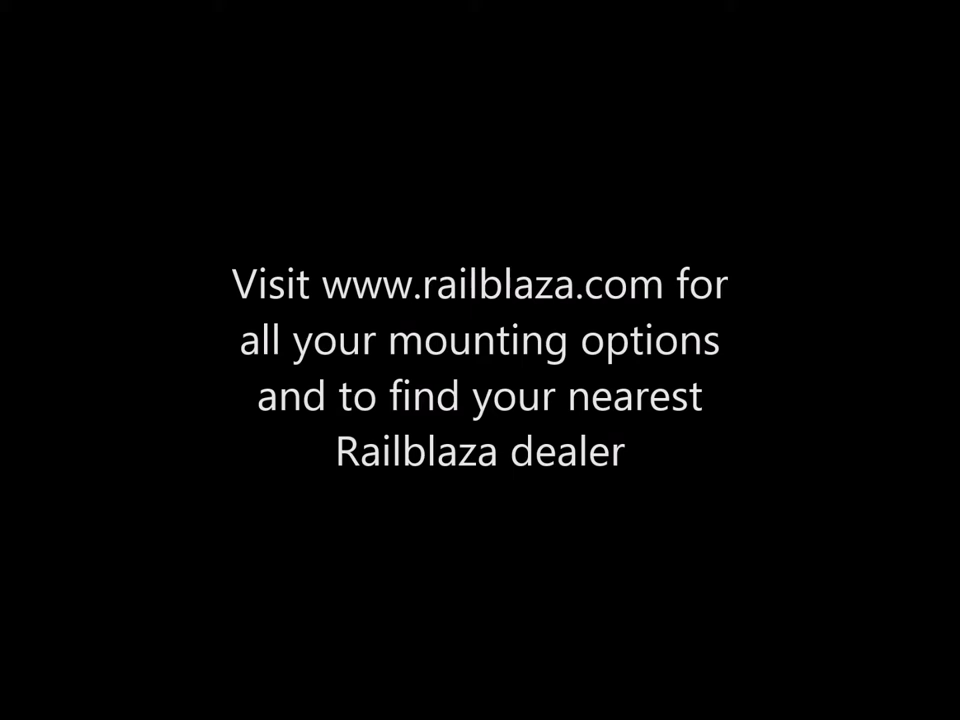 Visit www.railblaza.com for
all your mounting options
and to find your nearest
Railblaza dealer